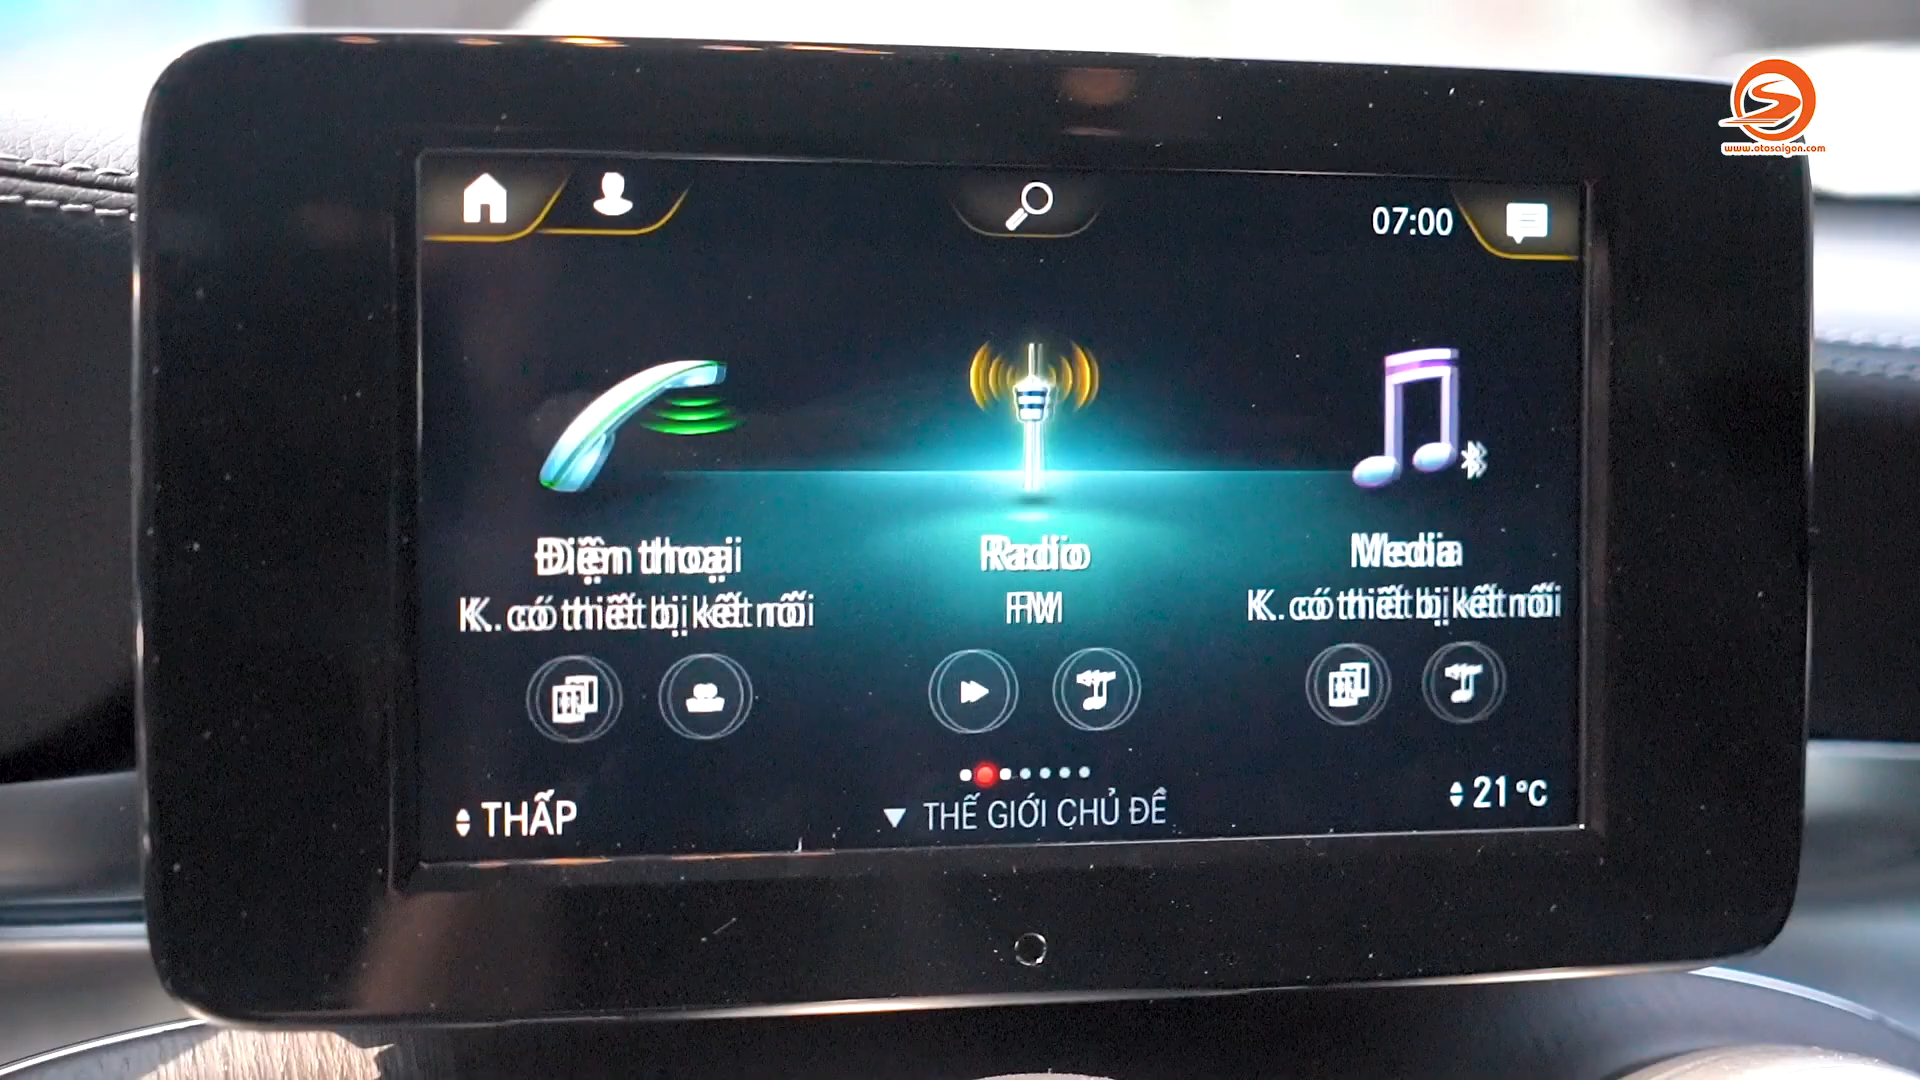 www.otosaigon.com
07:00
Điện thoại
Radio
Media
K. có thiết bị kết nối
FM
K. có thiết bị kết nối
THẤP
THẾ GIỚI CHỦ ĐỀ
21 °C